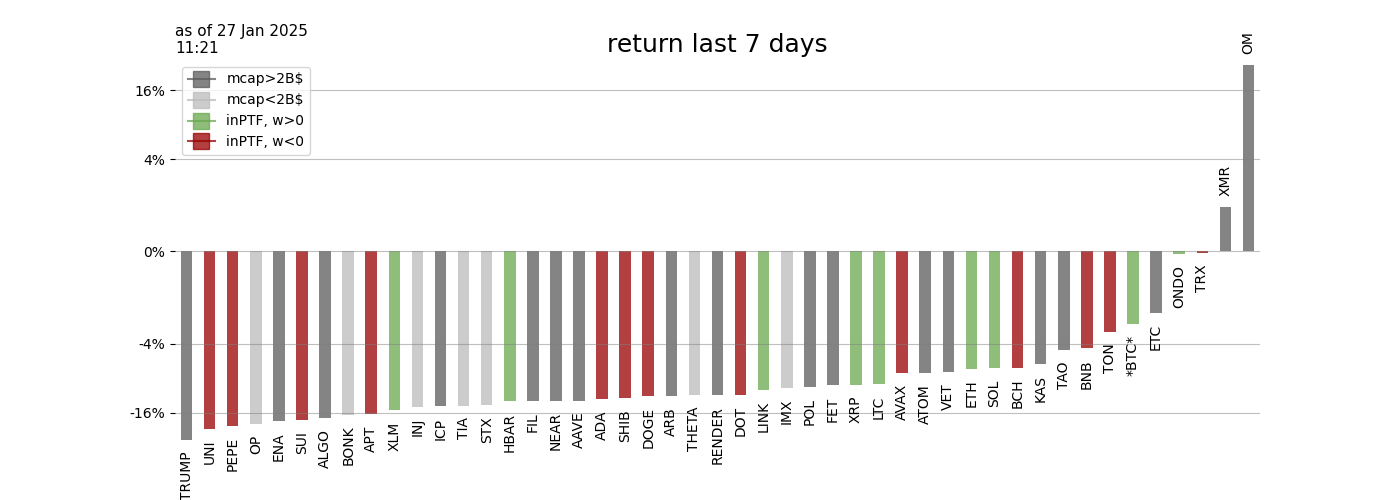 as of 27 Jan 2025
11:21
return last 7 days
mcap>2B$
mcap<2B$
inPTF, w>0
inPTF, w<0
16%
4%
0%
-4%
-16%
TRUMP
UNI
PEPE
OP
ENA
SUI
ALGO
BONK
APT
XLM
INJ
ICP
TIA
STX
HBAR
FIL
NEAR
AAVE
ADA
SHIB
DOGE
ARB
THETA
RENDER
DOT
LINK
IMX
POL
FET
XRP
LTC
AVAX
ATOM
VET
ETH
SOL
BCH
KAS
TAO
BNB
TON
*BTC*
ETC
ONDO
TRX
XMR
OM